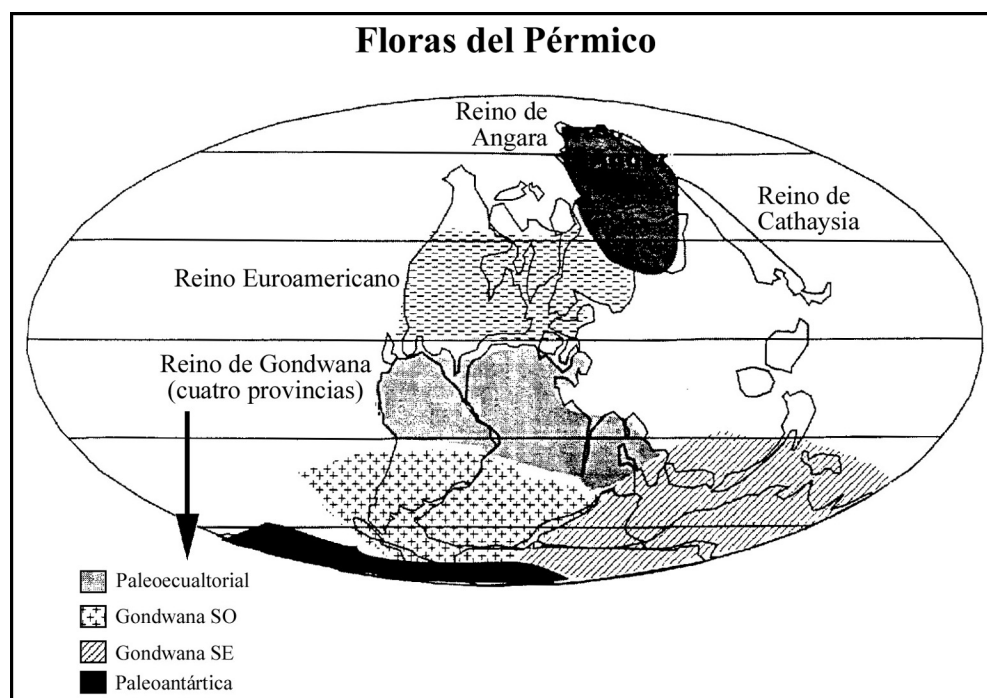 Floras del Pérmico
Reino de
Angara
Reino de
Cathaysia
Reino Euroamericano
Reino de Gondwana
(cuatro provincias)
Paleoecualtorial
Gondwana SO
Gondwana SE
Paleoantártica